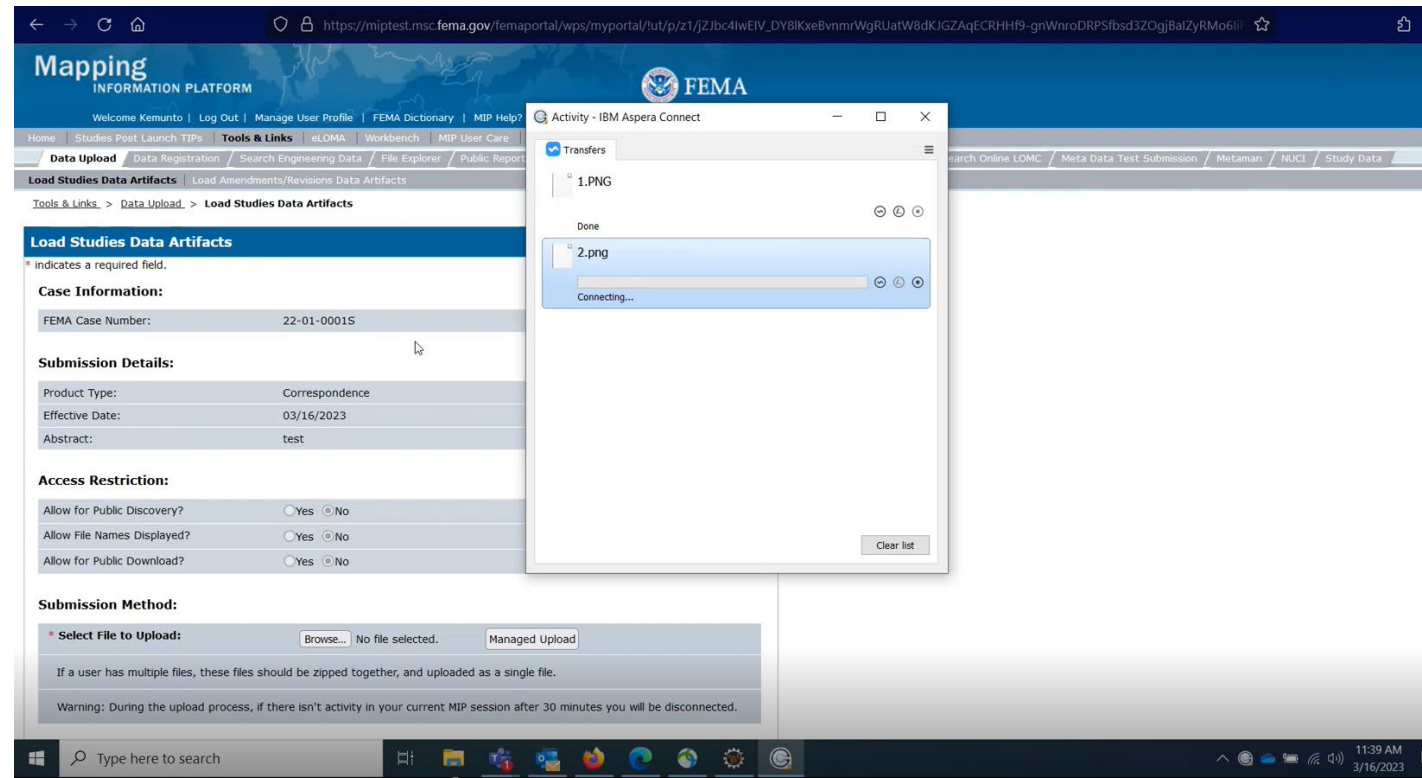 https://miptest.msc.fema.gov/femaportal/wps/myportal/!ut/p/z1/
Mapping
INFORMATION PLATFORM
FEMA
Welcome Kemunto | Log Out | Manage User Profile | FEMA Dictionary | MIP Help?
Home | Studies Post Launch TIPs | Tools & Links | eLOMA | Workbench | MIP User Care |
Data Upload / Data Registration / Search Engineering Data / File Explorer / Public Report
earch Online LOMC / Meta Data Test Submission / Metaman / NUCI / Study Data
Load Studies Data Artifacts | Load Amendments/Revisions Data Artifacts
Tools & Links > Data Upload > Load Studies Data Artifacts
Load Studies Data Artifacts
* indicates a required field.
Case Information:
FEMA Case Number: 22-01-0001S
Submission Details:
Product Type: Correspondence
Effective Date: 03/16/2023
Abstract: test
Access Restriction:
Allow for Public Discovery? Yes No
Allow File Names Displayed? Yes No
Allow for Public Download? Yes No
Submission Method:
* Select File to Upload: Browse... No file selected. Managed Upload
If a user has multiple files, these files should be zipped together, and uploaded as a single file.
Warning: During the upload process, if there isn't activity in your current MIP session after 30 minutes you will be disconnected.
Activity - IBM Aspera Connect
Transfers
1.PNG
Done
2.png
Connecting...
Clear list
Type here to search
11:39 AM
3/16/2023